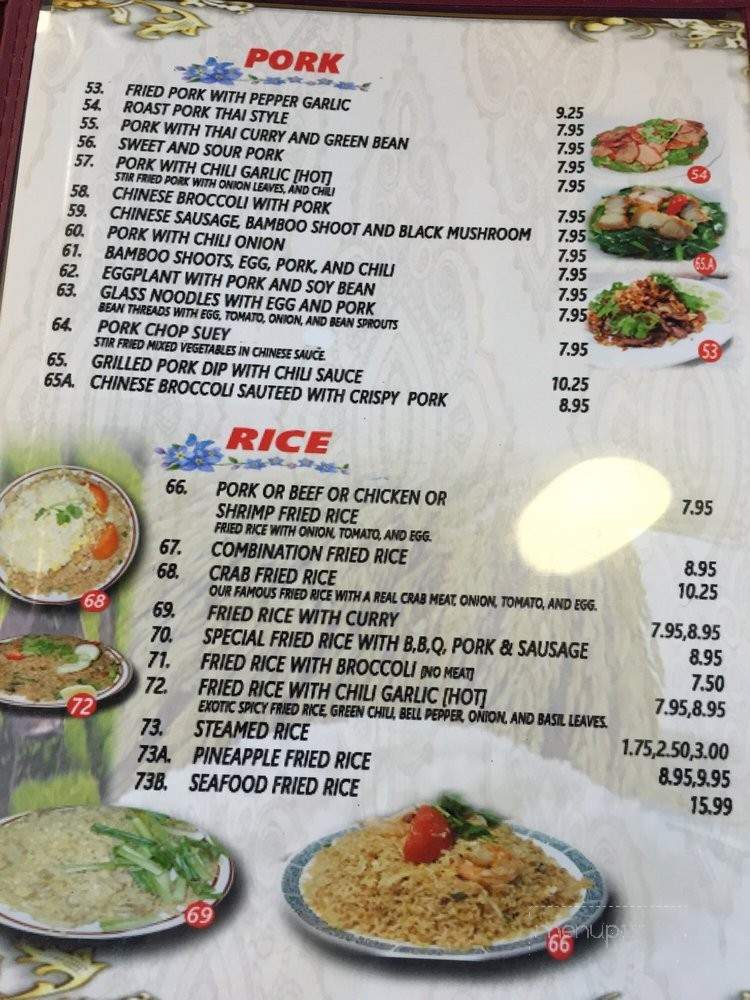 PORK
53. FRIED PORK WITH PEPPER GARLIC 9.25
54. ROAST PORK THAI STYLE 7.95
55. PORK WITH THAI CURRY AND GREEN BEAN 7.95
56. SWEET AND SOUR PORK 7.95
57. PORK WITH CHILI GARLIC [HOT] 7.95
STIR FRIED PORK WITH ONION LEAVES, AND CHILI
58. CHINESE BROCCOLI WITH PORK 7.95
59. CHINESE SAUSAGE, BAMBOO SHOOT AND BLACK MUSHROOM 7.95
60. PORK WITH CHILI ONION 7.95
61. BAMBOO SHOOTS, EGG, PORK, AND CHILI 7.95
62. EGGPLANT WITH PORK AND SOY BEAN 7.95
63. GLASS NOODLES WITH EGG AND PORK 7.95
BEAN THREADS WITH EGG, TOMATO, ONION, AND BEAN SPROUTS
64. PORK CHOP SUEY 7.95
STIR FRIED MIXED VEGETABLES IN CHINESE SAUCE.
65. GRILLED PORK DIP WITH CHILI SAUCE 10.25
65A. CHINESE BROCCOLI SAUTEED WITH CRISPY PORK 8.95
54
65.A
53
RICE
66. PORK OR BEEF OR CHICKEN OR
SHRIMP FRIED RICE 7.95
FRIED RICE WITH ONION, TOMATO, AND EGG.
67. COMBINATION FRIED RICE 8.95
68. CRAB FRIED RICE 10.25
OUR FAMOUS FRIED RICE WITH A REAL CRAB MEAT, ONION, TOMATO, AND EGG.
69. FRIED RICE WITH CURRY 7.95,8.95
70. SPECIAL FRIED RICE WITH B,B,Q, PORK & SAUSAGE 8.95
71. FRIED RICE WITH BROCCOLI [NO MEAT] 7.50
72. FRIED RICE WITH CHILI GARLIC [HOT] 7.95,8.95
EXOTIC SPICY FRIED RICE, GREEN CHILI, BELL PEPPER, ONION, AND BASIL LEAVES.
73. STEAMED RICE 1.75,2.50,3.00
73A. PINEAPPLE FRIED RICE 8.95,9.95
73B. SEAFOOD FRIED RICE 15.99
68
72
69
66